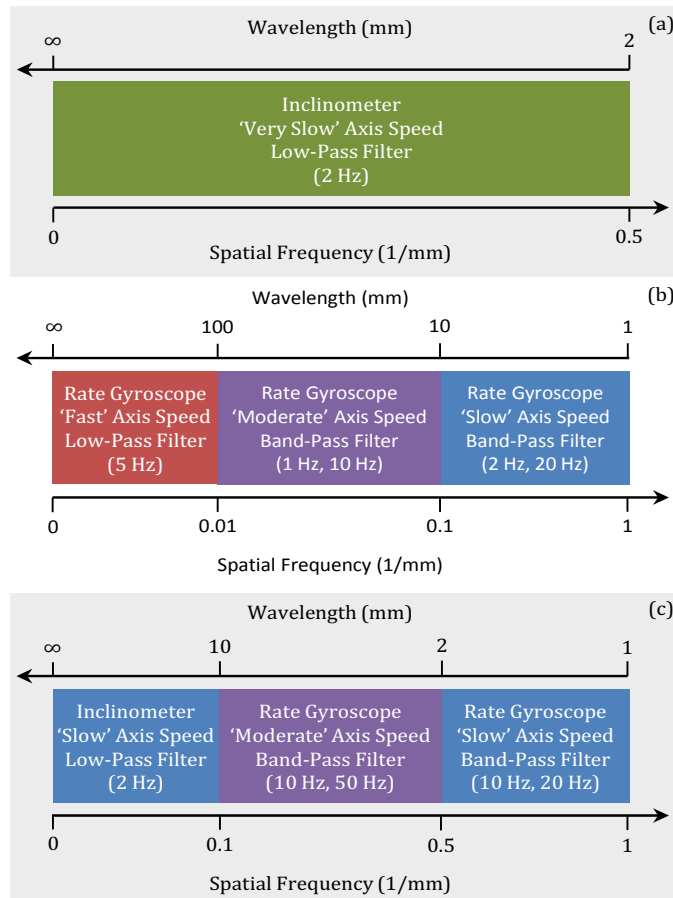 Wavelength (mm)
(a)
∞ 2
Inclinometer
‘Very Slow’ Axis Speed
Low-Pass Filter
(2 Hz)
0 0.5
Spatial Frequency (1/mm)
(b)
Wavelength (mm)
∞ 100 10 1
Rate Gyroscope
‘Fast’ Axis Speed
Low-Pass Filter
(5 Hz)
Rate Gyroscope
‘Moderate’ Axis Speed
Band-Pass Filter
(1 Hz, 10 Hz)
Rate Gyroscope
‘Slow’ Axis Speed
Band-Pass Filter
(2 Hz, 20 Hz)
0 0.01 0.1 1
Spatial Frequency (1/mm)
(c)
Wavelength (mm)
∞ 10 2 1
Inclinometer
‘Slow’ Axis Speed
Low-Pass Filter
(2 Hz)
Rate Gyroscope
‘Moderate’ Axis Speed
Band-Pass Filter
(10 Hz, 50 Hz)
Rate Gyroscope
‘Slow’ Axis Speed
Band-Pass Filter
(10 Hz, 20 Hz)
0 0.1 0.5 1
Spatial Frequency (1/mm)